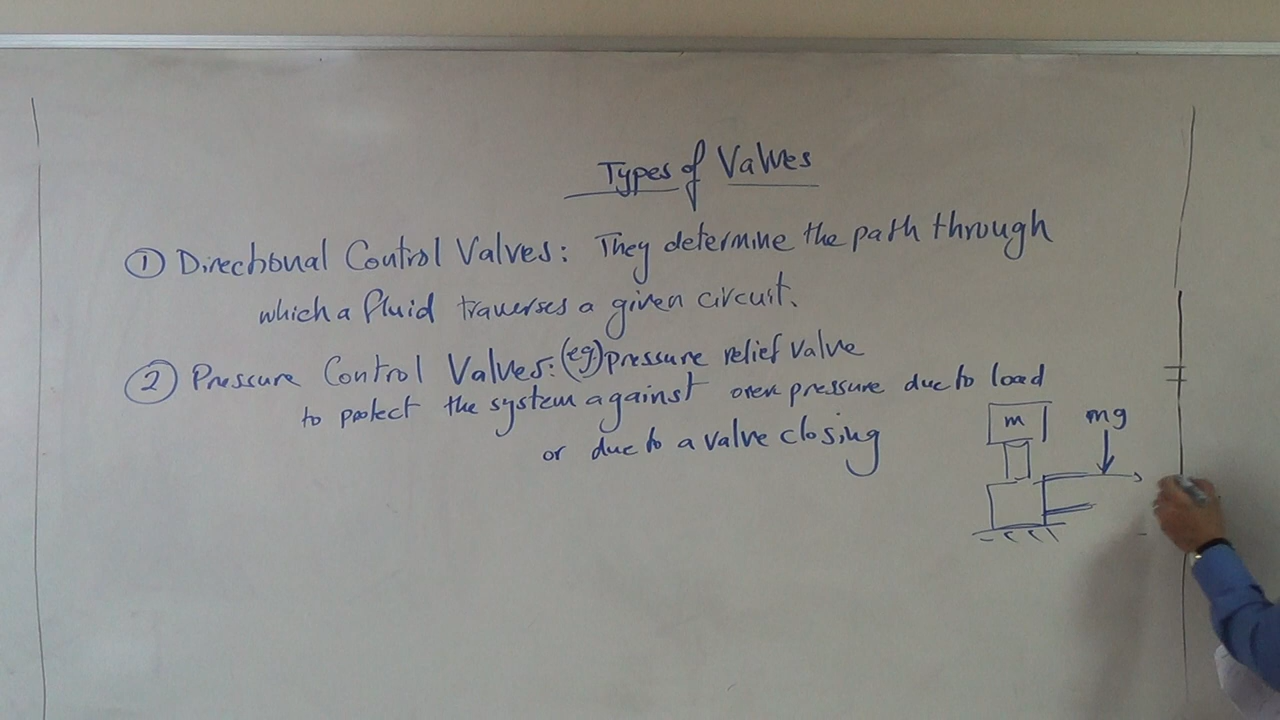 Types of Valves
① Directional Control Valves: They determine the path through
which a fluid traverses a given circuit.
② Pressure Control Valves: (eg) pressure relief valve
to protect the system against over pressure due to load
or due to a valve closing
m
mg